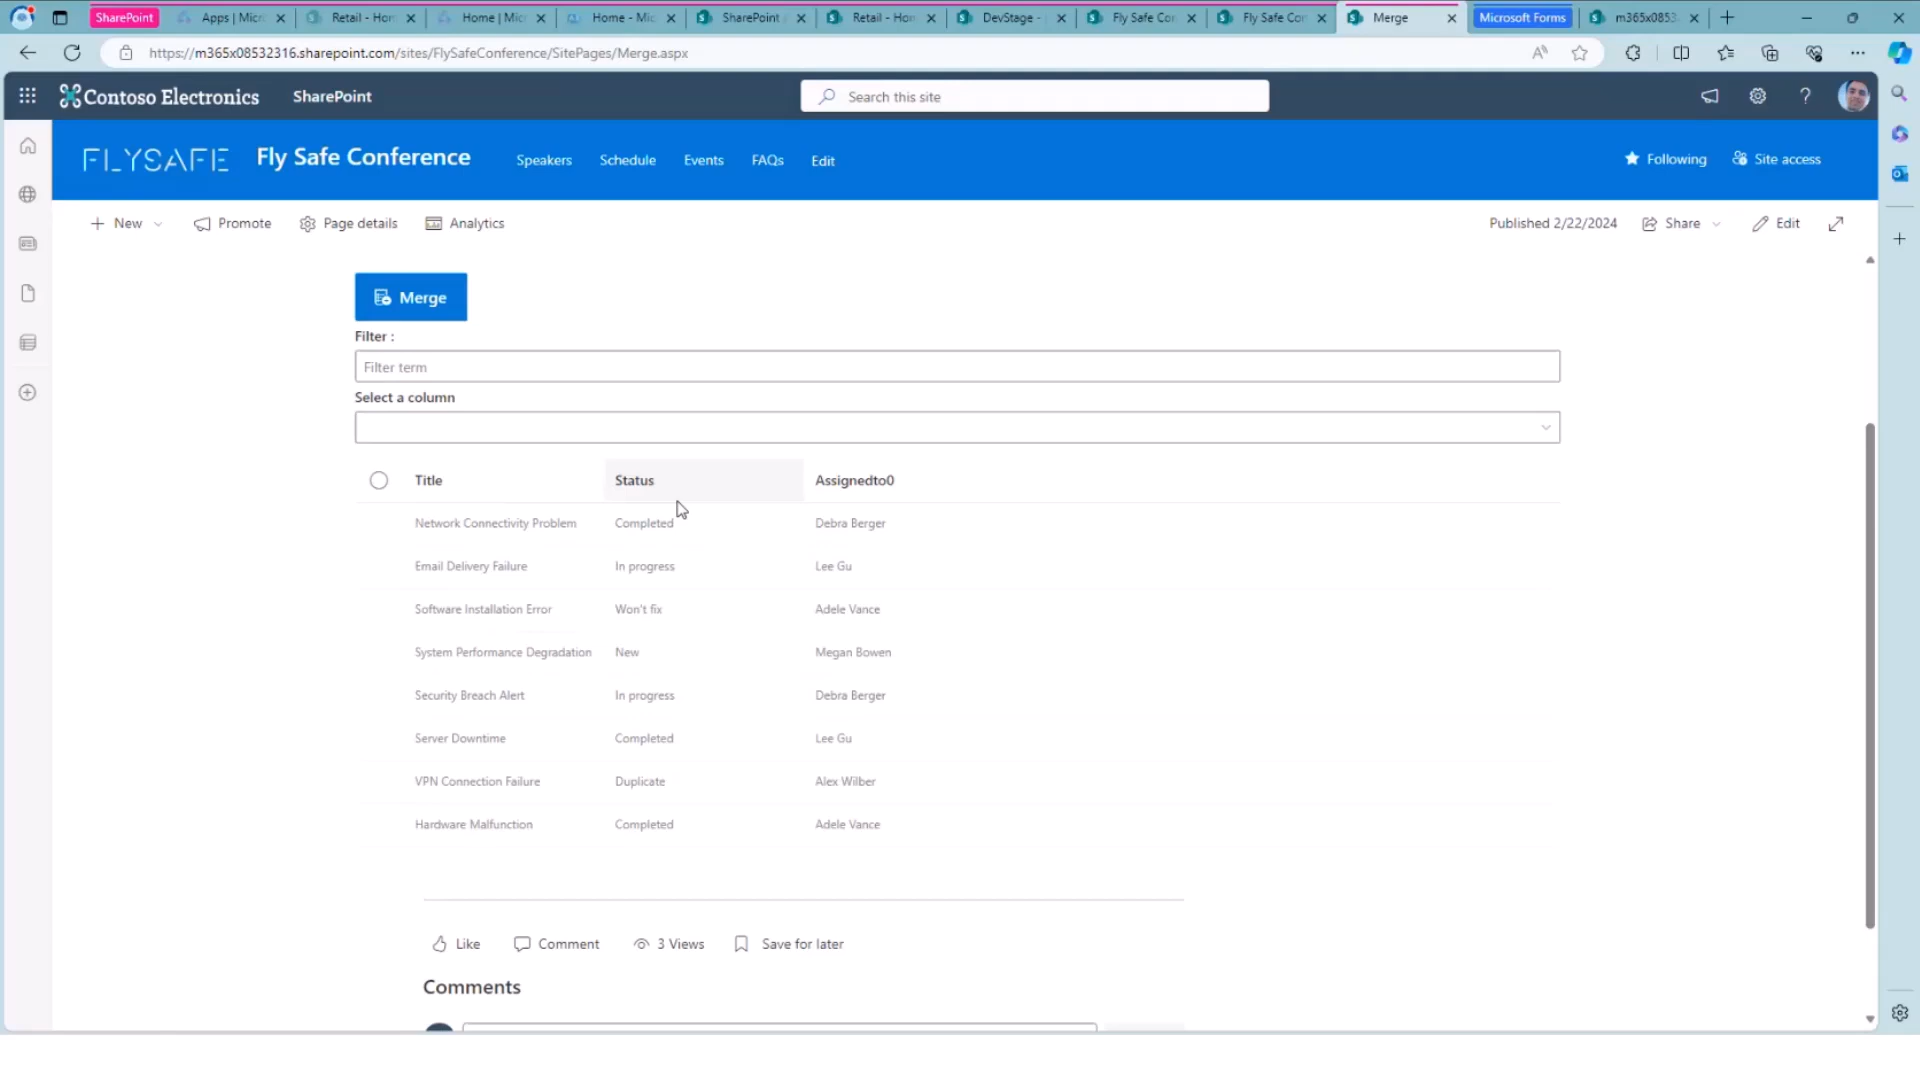 SharePoint Apps | Micr Retail - Hom Home | Mic Home - Mic SharePoint Retail - Hom DevStage - Fly Safe Con Fly Safe Con Merge Microsoft Forms m365x0853
https://m365x08532316.sharepoint.com/sites/FlySafeConference/SitePages/Merge.aspx
Contoso Electronics SharePoint Search this site
FLYSAFE Fly Safe Conference Speakers Schedule Events FAQs Edit Following Site access
New Promote Page details Analytics Published 2/22/2024 Share Edit
Merge
Filter :
Filter term
Select a column
Title Status Assignedto0
Network Connectivity Problem Completed Debra Berger
Email Delivery Failure In progress Lee Gu
Software Installation Error Won't fix Adele Vance
System Performance Degradation New Megan Bowen
Security Breach Alert In progress Debra Berger
Server Downtime Completed Lee Gu
VPN Connection Failure Duplicate Alex Wilber
Hardware Malfunction Completed Adele Vance
Like Comment 3 Views Save for later
Comments